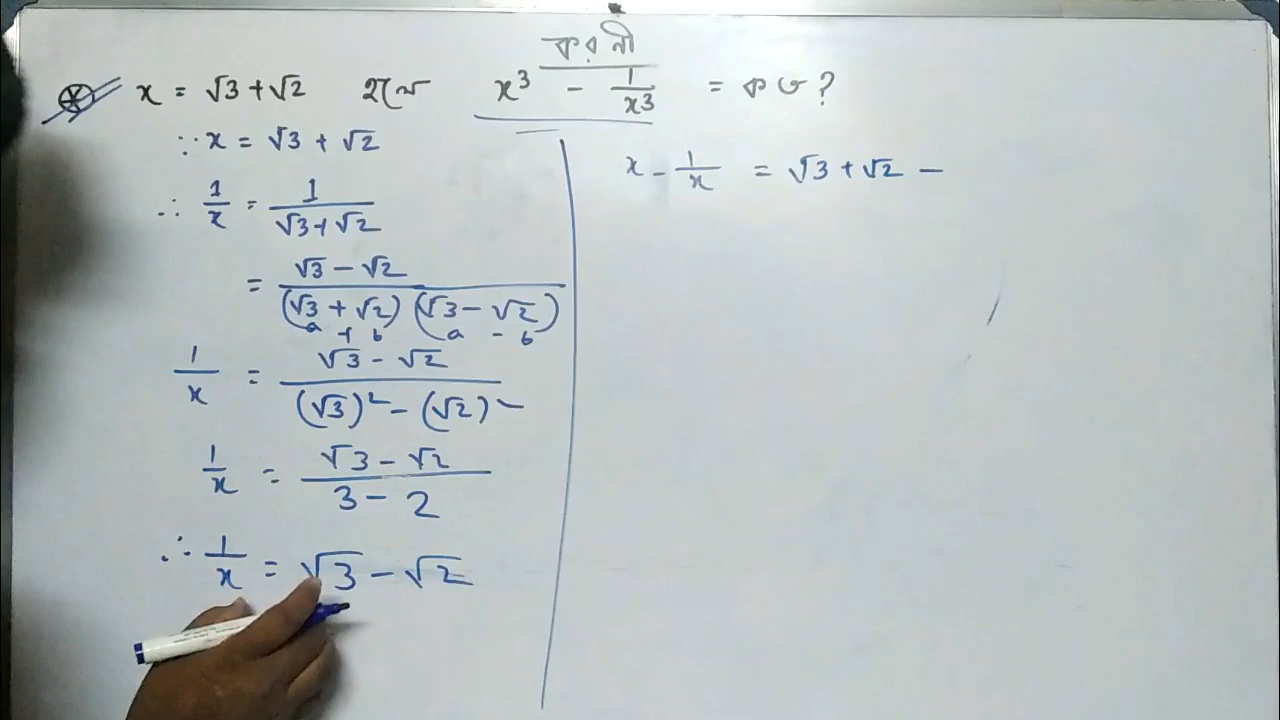 করণী
x = √3 + √2 হলে x³ - 1/x³ = কত ?
∵ x = √3 + √2
∴ 1/x = 1/(√3 + √2)
= (√3 - √2)/((√3 + √2) (√3 - √2))
a + b a - b
1/x = (√3 - √2)/((√3)² - (√2)²)
1/x = (√3 - √2)/(3 - 2)
∴ 1/x = √3 - √2
x - 1/x = √3 + √2 -